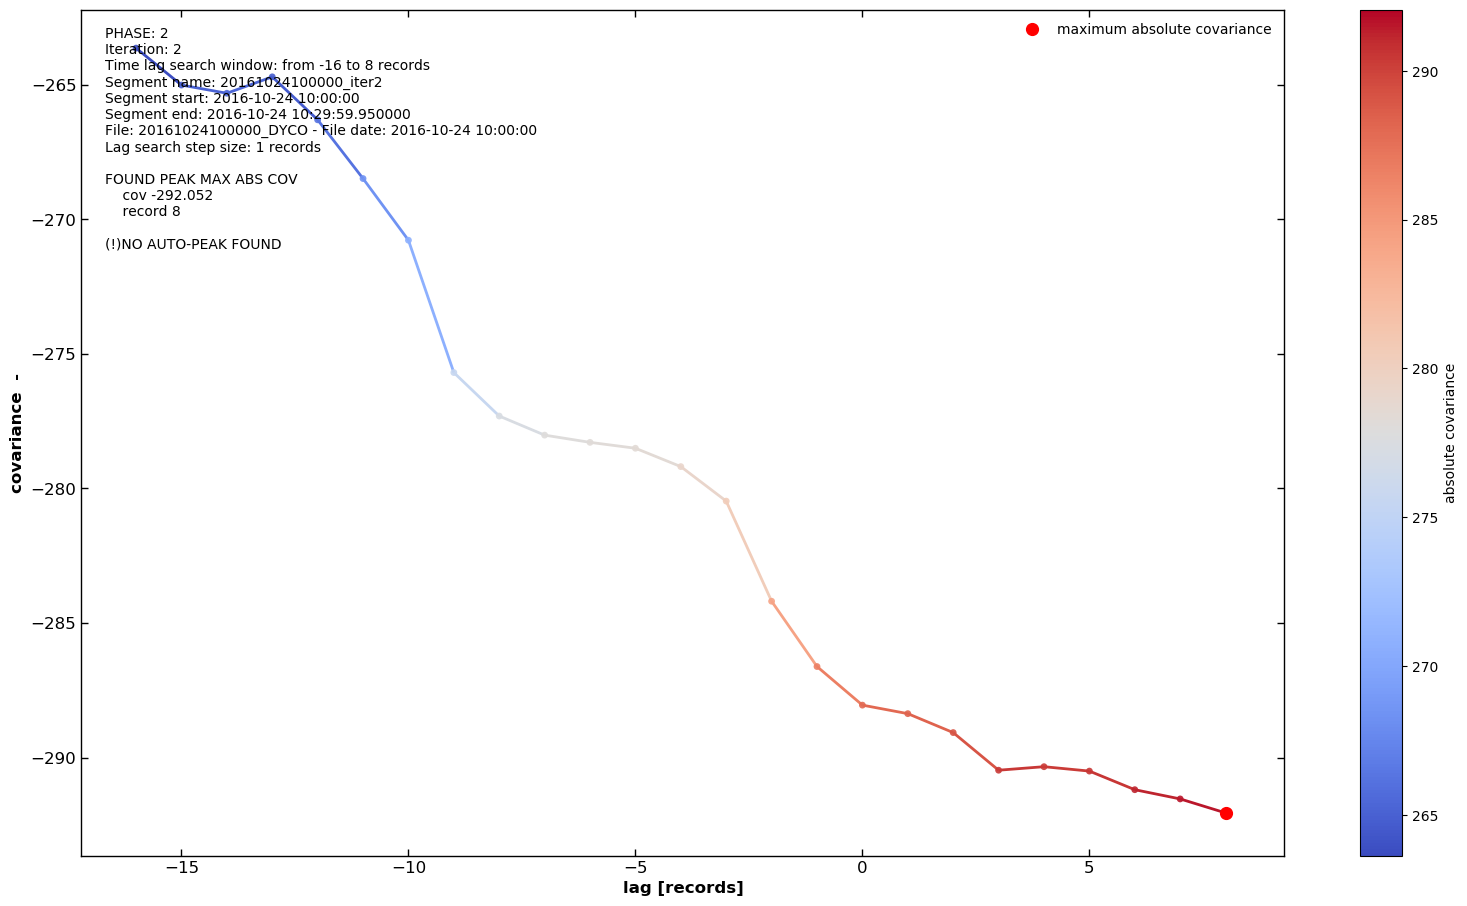 PHASE: 2
Iteration: 2
Time lag search window: from -16 to 8 records
Segment name: 20161024100000_iter2
Segment start: 2016-10-24 10:00:00
Segment end: 2016-10-24 10:29:59.950000
File: 20161024100000_DYCO - File date: 2016-10-24 10:00:00
Lag search step size: 1 records
FOUND PEAK MAX ABS COV
cov -292.052
record 8
(!)NO AUTO-PEAK FOUND
maximum absolute covariance
−265
−270
−275
−280
−285
−290
covariance -
−15
−10
−5
0
5
lag [records]
290
285
280
275
270
265
absolute covariance